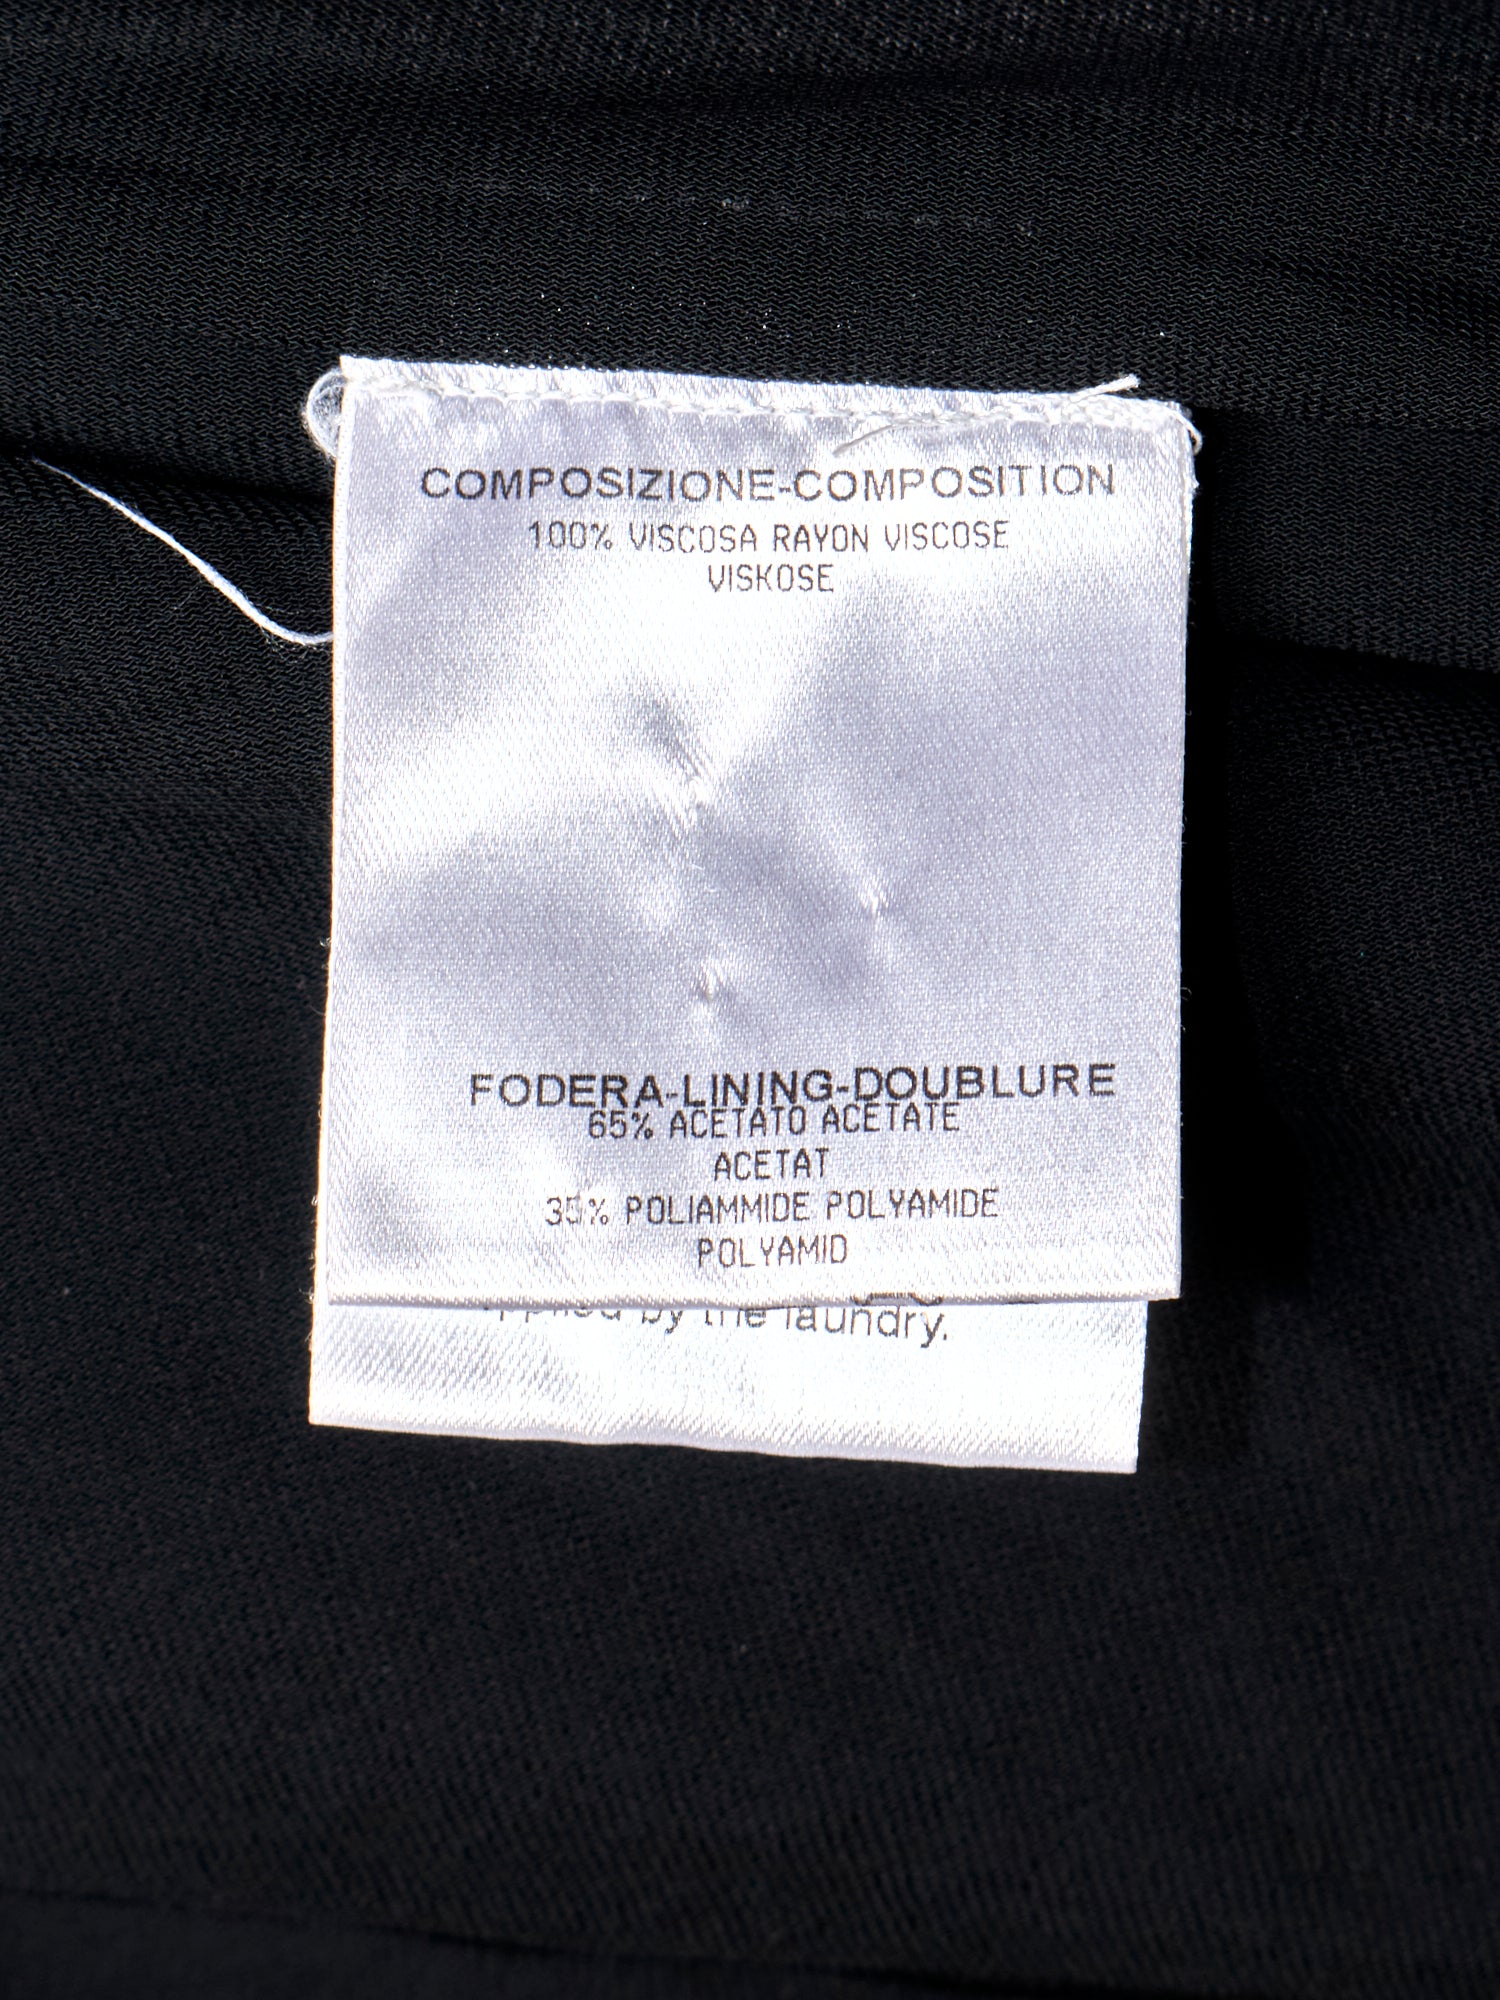 COMPOSIZIONE-COMPOSITION
100% VISCOSA RAYON VISCOSE
VISKOSE
FODERA-LINING-DOUBLURE
65% ACETATO ACETATE
ACETAT
35% POLIAMMIDE POLYAMIDE
POLYAMID
by the laundry.